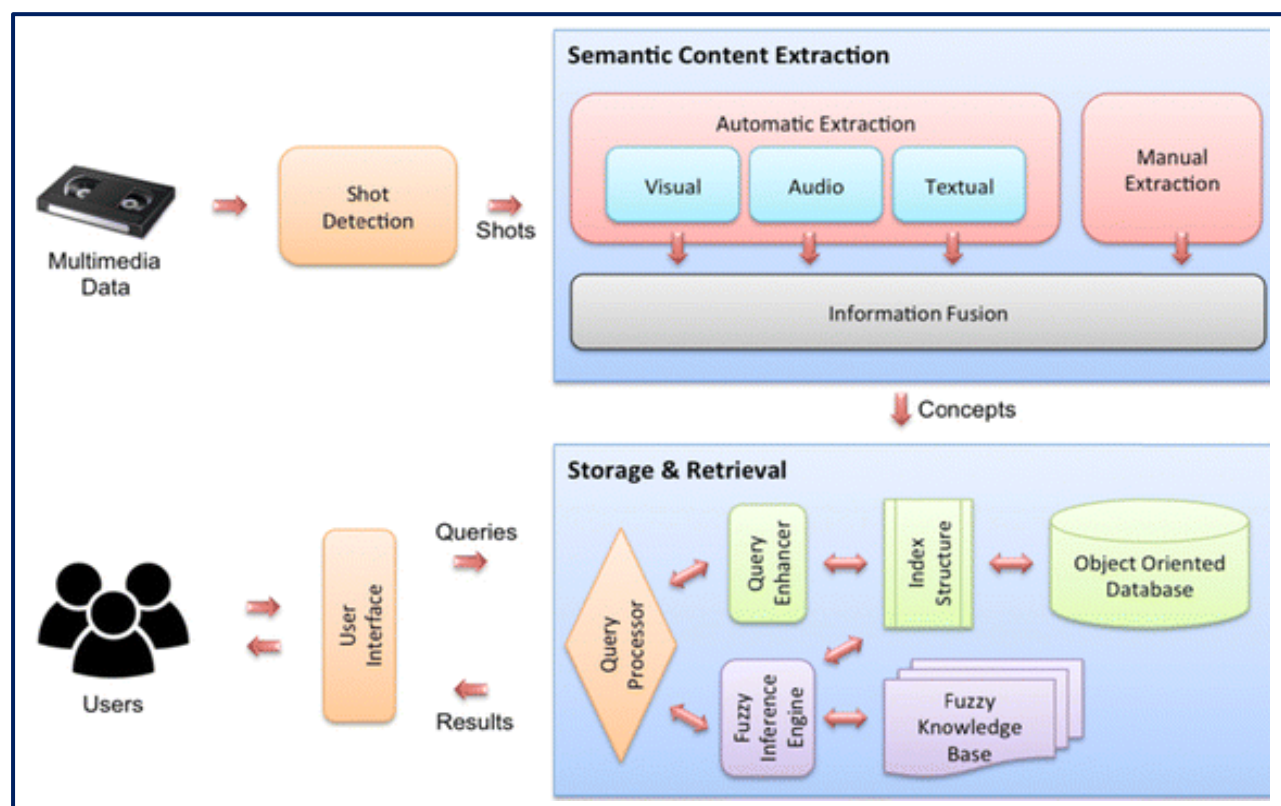 Semantic Content Extraction
Automatic Extraction
Visual
Audio
Textual
Manual
Extraction
Information Fusion
Multimedia
Data
Shot
Detection
Shots
Concepts
Storage & Retrieval
Users
User
Interface
Queries
Results
Query
Processor
Query
Enhancer
Index
Structure
Object Oriented
Database
Fuzzy
Inference
Engine
Fuzzy
Knowledge
Base